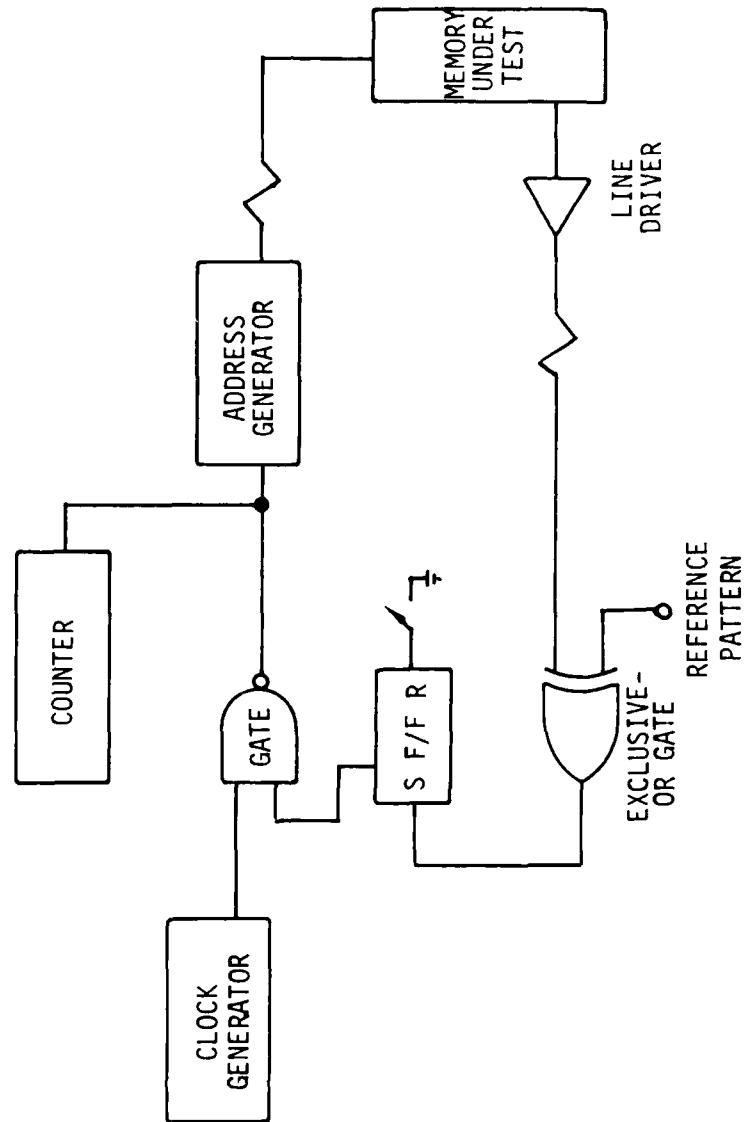 COUNTER
CLOCK
GENERATOR
GATE
ADDRESS
GENERATOR
MEMORY
UNDER
TEST
S F/F R
LINE
DRIVER
EXCLUSIVE-
OR GATE
REFERENCE
PATTERN